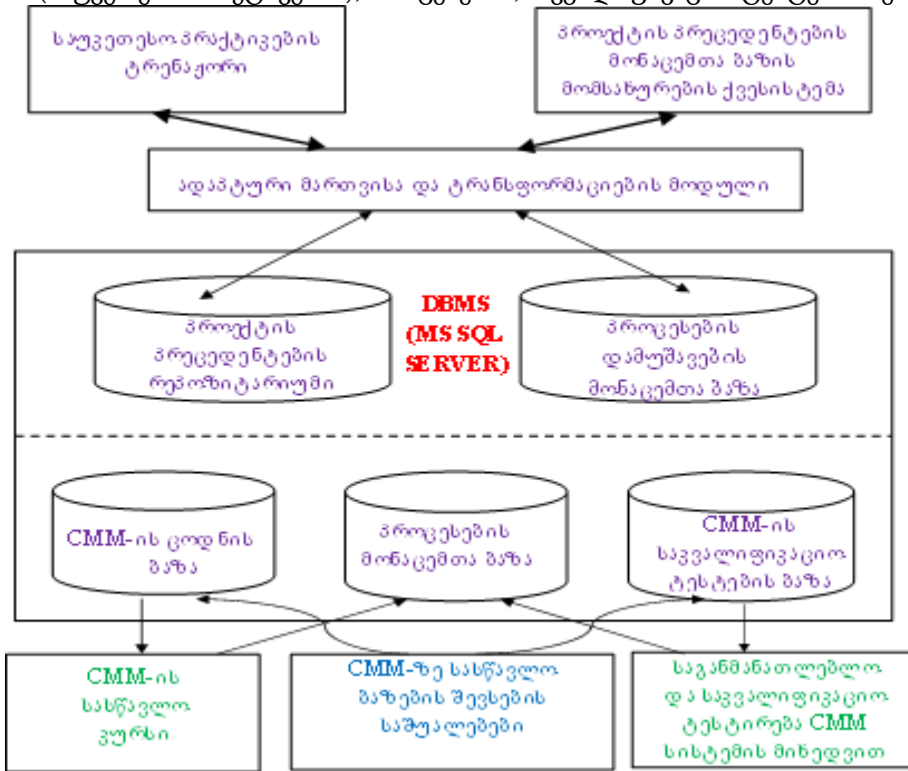 საუკეთესო პრაქტიკების
ტრენაჟორი
პროექტის პრეცედენტების
მონაცემთა ბაზის
მომსახურების ქვესისტემა
ადაპტური მართვისა და ტრანსფორმაციების მოდული
პროექტის
პრეცედენტების
რეპოზიტარიუმი
DBMS
(MS SQL
SERVER)
პროცესების
დამუშავების
მონაცემთა ბაზა
CMM-ის ცოდნის
ბაზა
პროცესების
მონაცემთა ბაზა
CMM-ის
საკვალიფიკაციო
ტესტების ბაზა
CMM-ის
სასწავლო
კურსი
CMM-ზე სასწავლო
ბაზების შევსების
საშუალებები
საგანმანათლებლო
და საკვალიფიკაციო
ტესტირება CMM
სისტემის მიხედვით